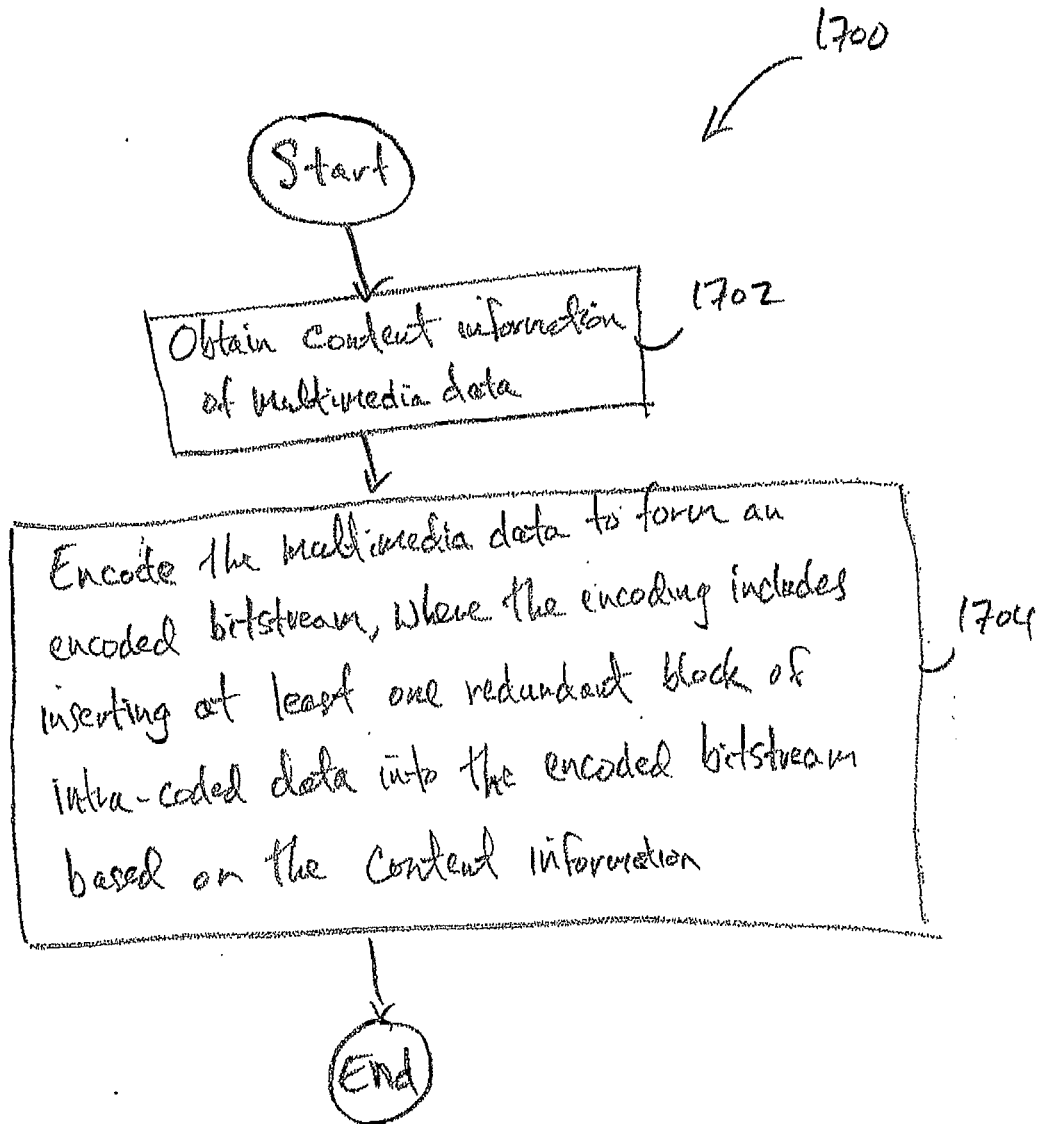 1700
Start
1702
Obtain content information
of multimedia data
Encode the multimedia data to form an
encoded bitstream, where the encoding includes
1704
inserting at least one redundant block of
intra-coded data into the encoded bitstream
based on the content information
End